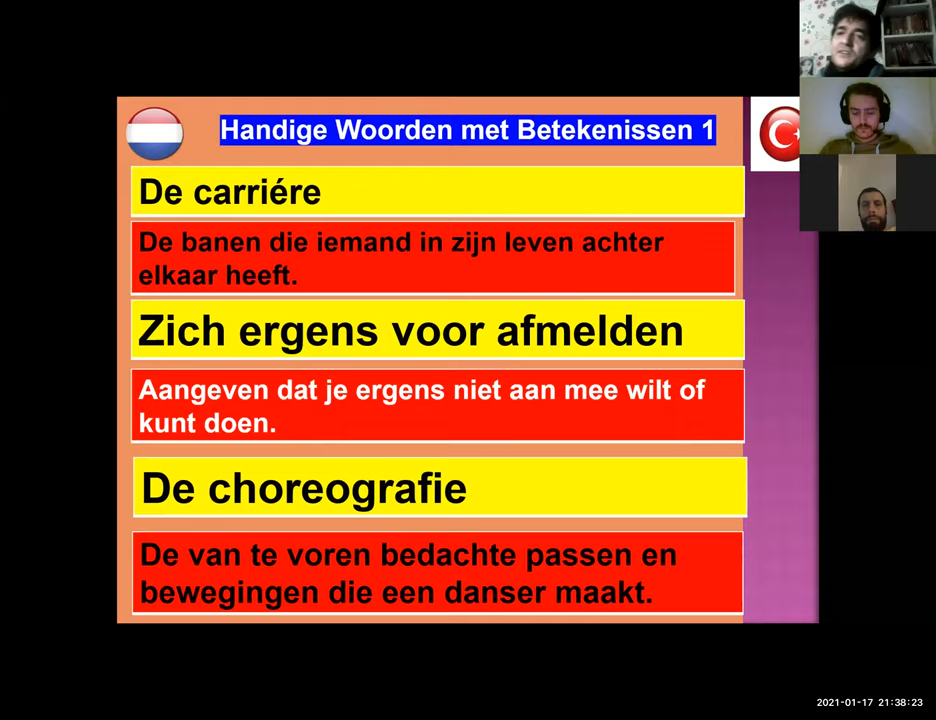 Handige Woorden met Betekenissen 1
De carriére
De banen die iemand in zijn leven achter
elkaar heeft.
Zich ergens voor afmelden
Aangeven dat je ergens niet aan mee wilt of
kunt doen.
De choreografie
De van te voren bedachte passen en
bewegingen die een danser maakt.
2021-01-17 21:38:23